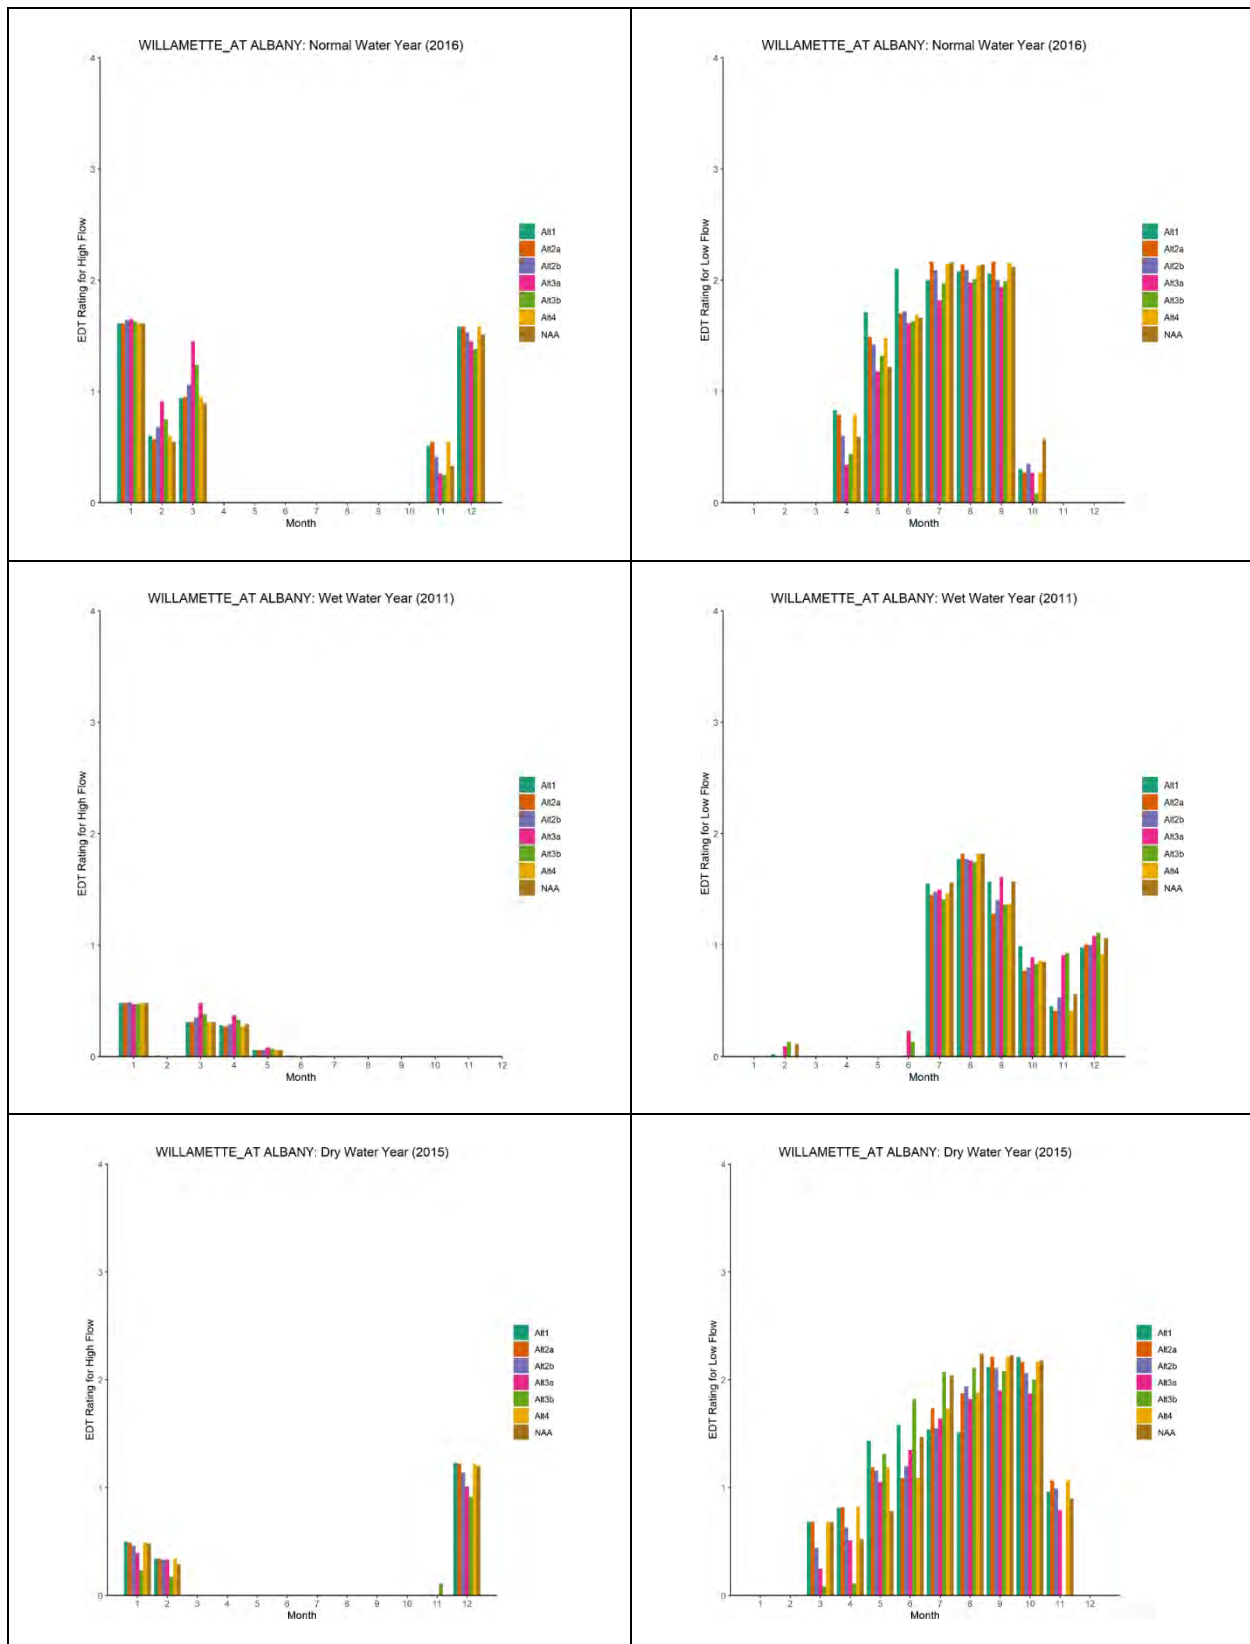 WILLAMETTE_AT ALBANY: Normal Water Year (2016)
EDT Rating for High Flow
4
3
2
1
0
1 2 3 4 5 6 7 8 9 10 11 12
Month
Alt1
Alt2a
Alt2b
Alt3a
Alt3b
Alt4
NAA
WILLAMETTE_AT ALBANY: Normal Water Year (2016)
EDT Rating for Low Flow
4
3
2
1
0
1 2 3 4 5 6 7 8 9 10 11 12
Month
Alt1
Alt2a
Alt2b
Alt3a
Alt3b
Alt4
NAA
WILLAMETTE_AT ALBANY: Wet Water Year (2011)
EDT Rating for High Flow
4
3
2
1
0
1 2 3 4 5 6 7 8 9 10 11 12
Month
Alt1
Alt2a
Alt2b
Alt3a
Alt3b
Alt4
NAA
WILLAMETTE_AT ALBANY: Wet Water Year (2011)
EDT Rating for Low Flow
4
3
2
1
0
1 2 3 4 5 6 7 8 9 10 11 12
Month
Alt1
Alt2a
Alt2b
Alt3a
Alt3b
Alt4
NAA
WILLAMETTE_AT ALBANY: Dry Water Year (2015)
EDT Rating for High Flow
4
3
2
1
0
1 2 3 4 5 6 7 8 9 10 11 12
Month
Alt1
Alt2a
Alt2b
Alt3a
Alt3b
Alt4
NAA
WILLAMETTE_AT ALBANY: Dry Water Year (2015)
EDT Rating for Low Flow
4
3
2
1
0
1 2 3 4 5 6 7 8 9 10 11 12
Month
Alt1
Alt2a
Alt2b
Alt3a
Alt3b
Alt4
NAA